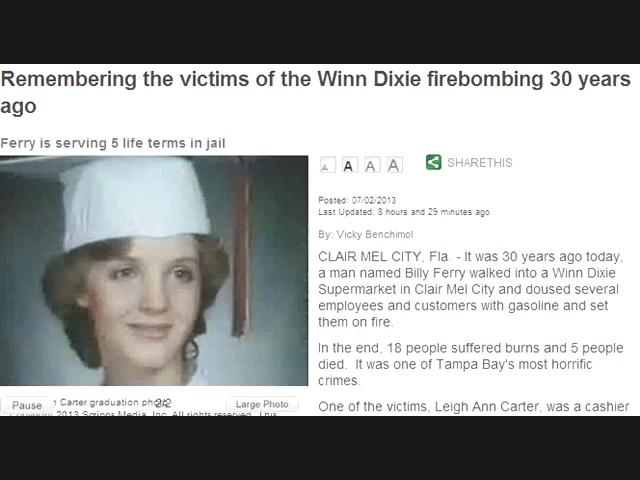 Remembering the victims of the Winn Dixie firebombing 30 years
ago
Ferry is serving 5 life terms in jail
A A A A SHARETHIS
Posted: 07/02/2013
Last Updated: 8 hours and 29 minutes ago
By: Vicky Benchimol
CLAIR MEL CITY, Fla. - It was 30 years ago today,
a man named Billy Ferry walked into a Winn Dixie
Supermarket in Clair Mel City and doused several
employees and customers with gasoline and set
them on fire.
In the end, 18 people suffered burns and 5 people
died. It was one of Tampa Bay's most horrific
crimes.
One of the victims, Leigh Ann Carter, was a cashier
Pause Carter graduation 2/2 Large Photo
2013 Scripps Media, Inc. All rights reserved. This